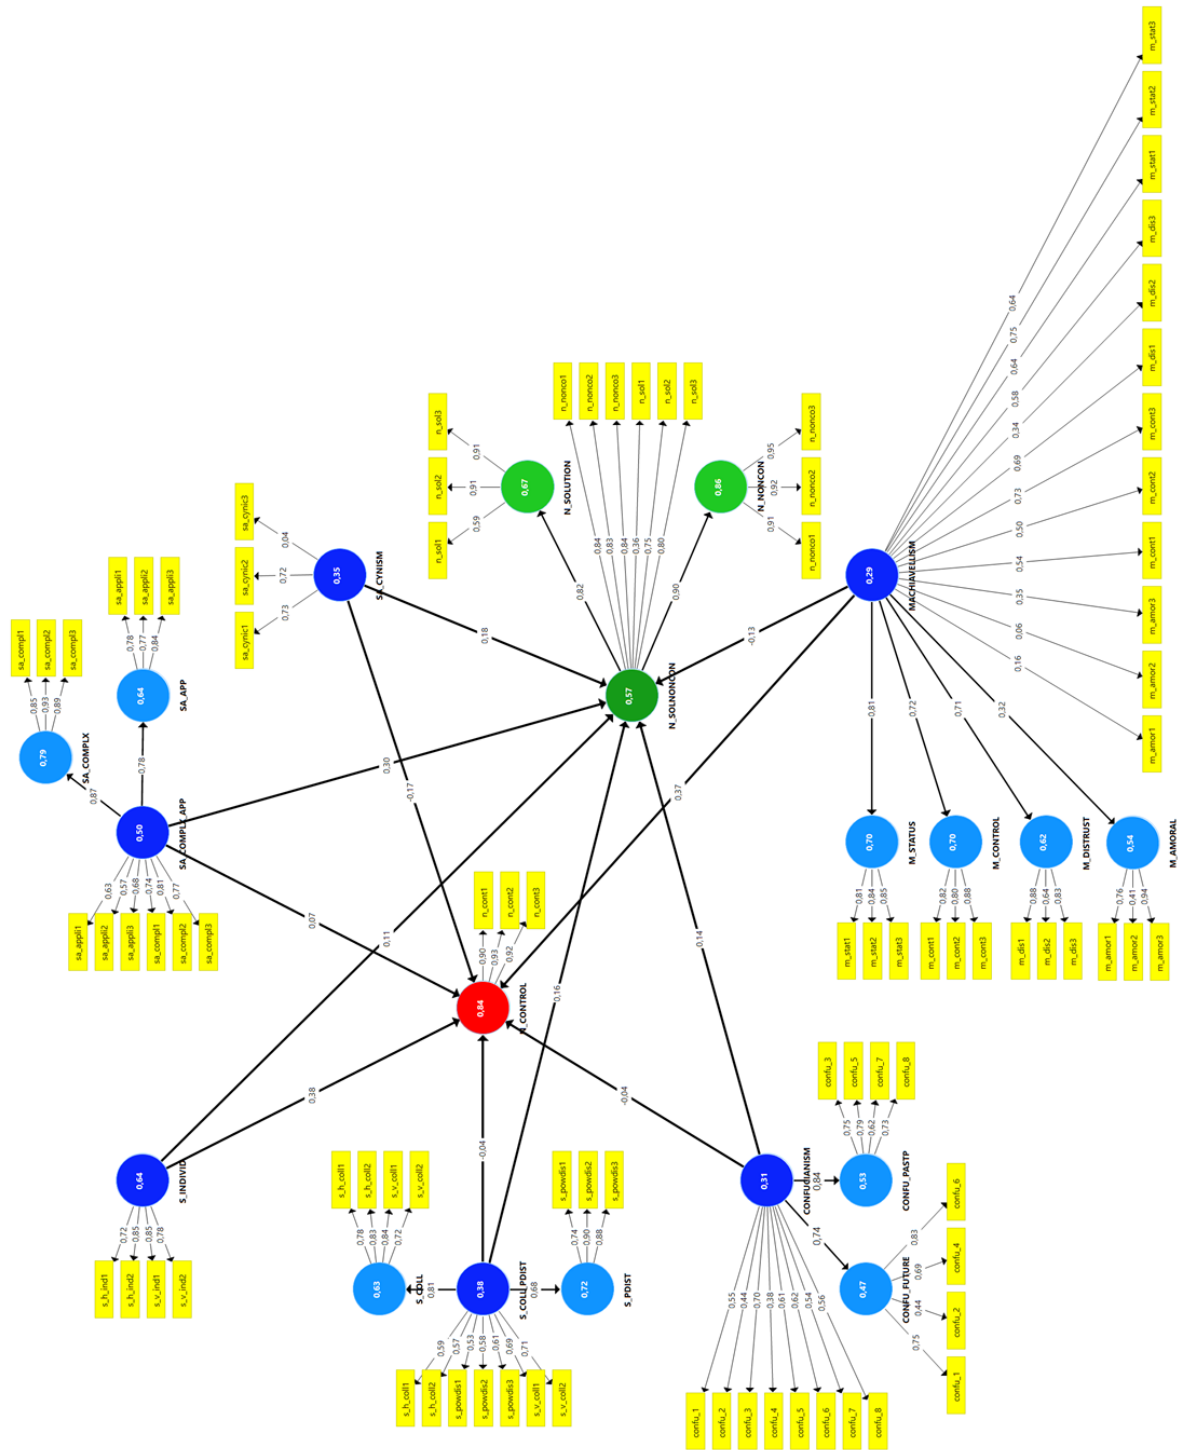 s_h_ind1
s_h_ind2
s_v_ind1
s_v_ind2
0,72
0,85
0,85
0,78
0,64
S_INDIVID
0,38
0,11
sa_appli1
sa_appli2
sa_appli3
sa_compl1
sa_compl2
sa_compl3
0,63
0,57
0,68
0,74
0,81
0,77
0,50
SA_COMPLX_APP
0,87
0,78
0,07
0,30
sa_compl1
sa_compl2
sa_compl3
0,85
0,93
0,89
0,79
SA_COMPLX
sa_appli1
sa_appli2
sa_appli3
0,78
0,77
0,84
0,64
SA_APP
sa_cynic1
sa_cynic2
sa_cynic3
0,73
0,72
0,04
0,35
SA_CYNISM
-0,17
0,18
s_h_coll1
s_h_coll2
s_v_coll1
s_v_coll2
0,78
0,83
0,84
0,72
0,63
S_COLL
0,81
s_h_coll1
s_h_coll2
s_powdis1
s_powdis2
s_powdis3
s_v_coll1
s_v_coll2
0,59
0,57
0,53
0,58
0,61
0,69
0,71
0,38
S_COLL_PDIST
0,68
-0,04
0,16
s_powdis1
s_powdis2
s_powdis3
0,74
0,90
0,88
0,72
S_PDIST
n_cont1
n_cont2
n_cont3
0,90
0,93
0,92
0,84
N_CONTROL
n_sol1
n_sol2
n_sol3
0,59
0,91
0,91
0,67
N_SOLUTION
0,82
n_nonco1
n_nonco2
n_nonco3
n_sol1
n_sol2
n_sol3
0,84
0,83
0,84
0,36
0,75
0,80
0,57
N_SOLNONCON
0,90
0,86
N_NONCON
0,91
0,92
0,95
n_nonco1
n_nonco2
n_nonco3
confu_1
confu_2
confu_3
confu_4
confu_5
confu_6
confu_7
confu_8
0,55
0,44
0,70
0,38
0,61
0,62
0,54
0,56
0,31
CONFUCIANISM
-0,04
0,14
0,84
0,74
confu_3
confu_5
confu_7
confu_8
0,75
0,79
0,62
0,73
0,53
CONFU_PASTP
0,47
CONFU_FUTURE
0,75
0,44
0,69
0,83
confu_1
confu_2
confu_4
confu_6
0,29
MACHIAVELLISM
-0,13
0,37
0,81
0,72
0,71
0,32
m_stat1
m_stat2
m_stat3
0,81
0,84
0,85
0,70
M_STATUS
m_cont1
m_cont2
m_cont3
0,82
0,80
0,88
0,70
M_CONTROL
m_dis1
m_dis2
m_dis3
0,88
0,64
0,83
0,62
M_DISTRUST
m_amor1
m_amor2
m_amor3
0,76
0,41
0,94
0,54
M_AMORAL
0,16
0,06
0,35
0,54
0,50
0,73
0,69
0,34
0,58
0,64
0,75
0,64
m_amor1
m_amor2
m_amor3
m_cont1
m_cont2
m_cont3
m_dis1
m_dis2
m_dis3
m_stat1
m_stat2
m_stat3